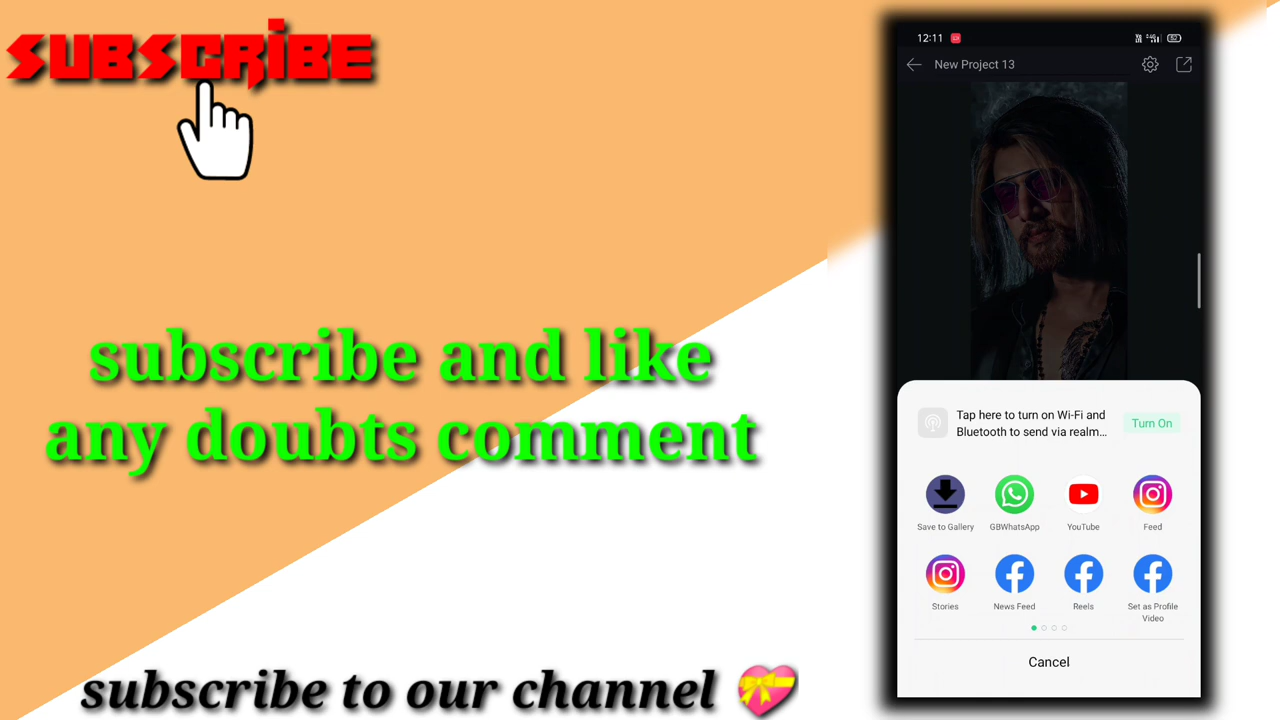 SUBSCRIBE
subscribe and like
any doubts comment
subscribe to our channel 💝
12:11
New Project 13
Tap here to turn on Wi-Fi and
Bluetooth to send via realm...
Turn On
Save to Gallery
GBWhatsApp
YouTube
Feed
Stories
News Feed
Reels
Set as Profile
Video
Cancel